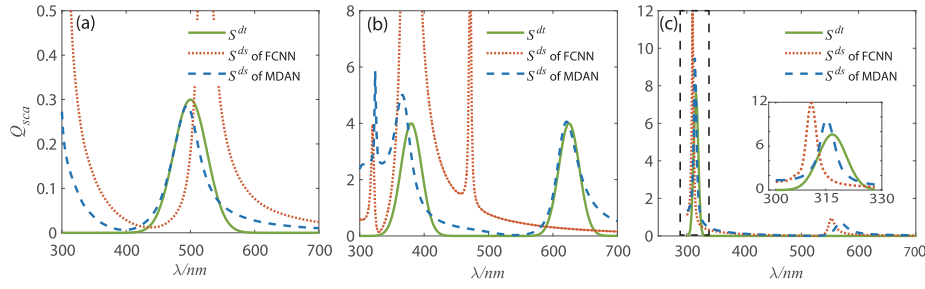 (a)
S^dt
S^ds of FCNN
S^ds of MDAN
Q_sca
0.5
0.4
0.3
0.2
0.1
0
300 400 500 600 700
λ/nm
(b)
S^dt
S^ds of FCNN
S^ds of MDAN
8
6
4
2
0
300 400 500 600 700
λ/nm
(c)
S^dt
S^ds of FCNN
S^ds of MDAN
12
10
8
6
4
2
0
300 400 500 600 700
λ/nm
12
6
0
300 315 330